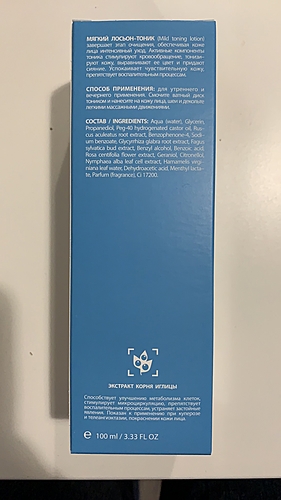 МЯГКИЙ ЛОСЬОН-ТОНИК (Mild toning lotion)
завершает этап очищения, обеспечивая коже
лица интенсивный уход. Активные компоненты
тоника стимулируют кровообращение, тонизи-
руют кожу, выравнивают ее цвет и придают
сияние. Успокаивает чувствительную кожу,
препятствует воспалительным процессам.
СПОСОБ ПРИМЕНЕНИЯ: для утреннего и
вечернего применения. Смочите ватный диск
тоником и нанесите на кожу лица, шеи и декольте
легкими массажными движениями.
СОСТАВ / INGREDIENTS: Aqua (water), Glycerin,
Propanediol, Peg-40 hydrogenated castor oil, Rus-
cus aculeatus root extract, Benzophenone-4, Sodi-
um benzoate, Glycyrrhiza glabra root extract, Fagus
sylvatica bud extract, Benzyl alcohol, Benzoic acid,
Rosa centifolia flower extract, Geraniol, Citronellol,
Nymphaea alba leaf cell extract, Hamamelis virgi-
niana leaf water, Dehydroacetic acid, Menthyl lacta-
te, Parfum (fragrance), Ci 17200.
ЭКСТРАКТ КОРНЯ ИГЛИЦЫ
Способствует улучшению метаболизма клеток,
стимулирует микроциркуляцию, препятствует
воспалительным процессам, устраняет застойные
явления. Показан к применению при куперозе
и телеангиэктазии, покраснении кожи лица.
℮ 100 ml / 3.33 FL OZ